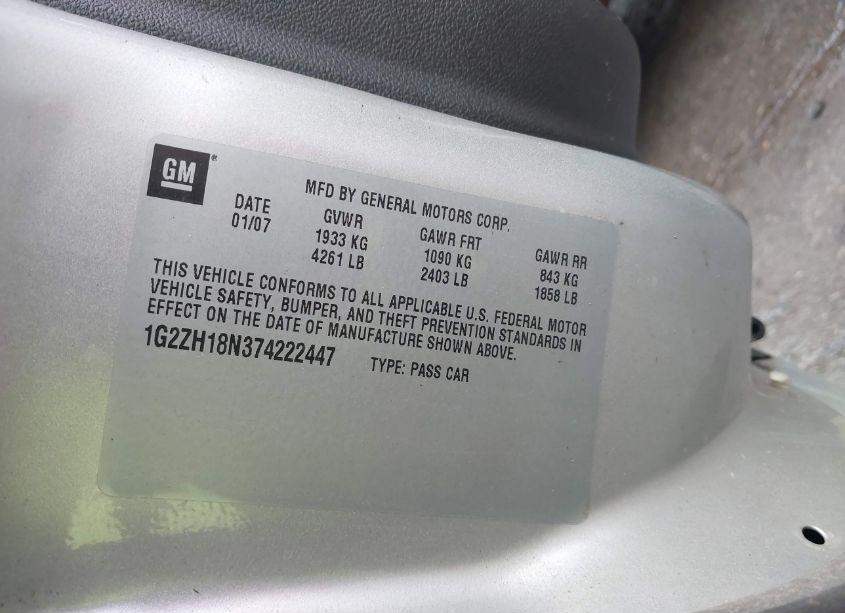 GM
MFD BY GENERAL MOTORS CORP.
DATE GVWR GAWR FRT GAWR RR
01/07 1933 KG 1090 KG 843 KG
4261 LB 2403 LB 1858 LB
THIS VEHICLE CONFORMS TO ALL APPLICABLE U.S. FEDERAL MOTOR
VEHICLE SAFETY, BUMPER, AND THEFT PREVENTION STANDARDS IN
EFFECT ON THE DATE OF MANUFACTURE SHOWN ABOVE.
1G2ZH18N374222447 TYPE: PASS CAR